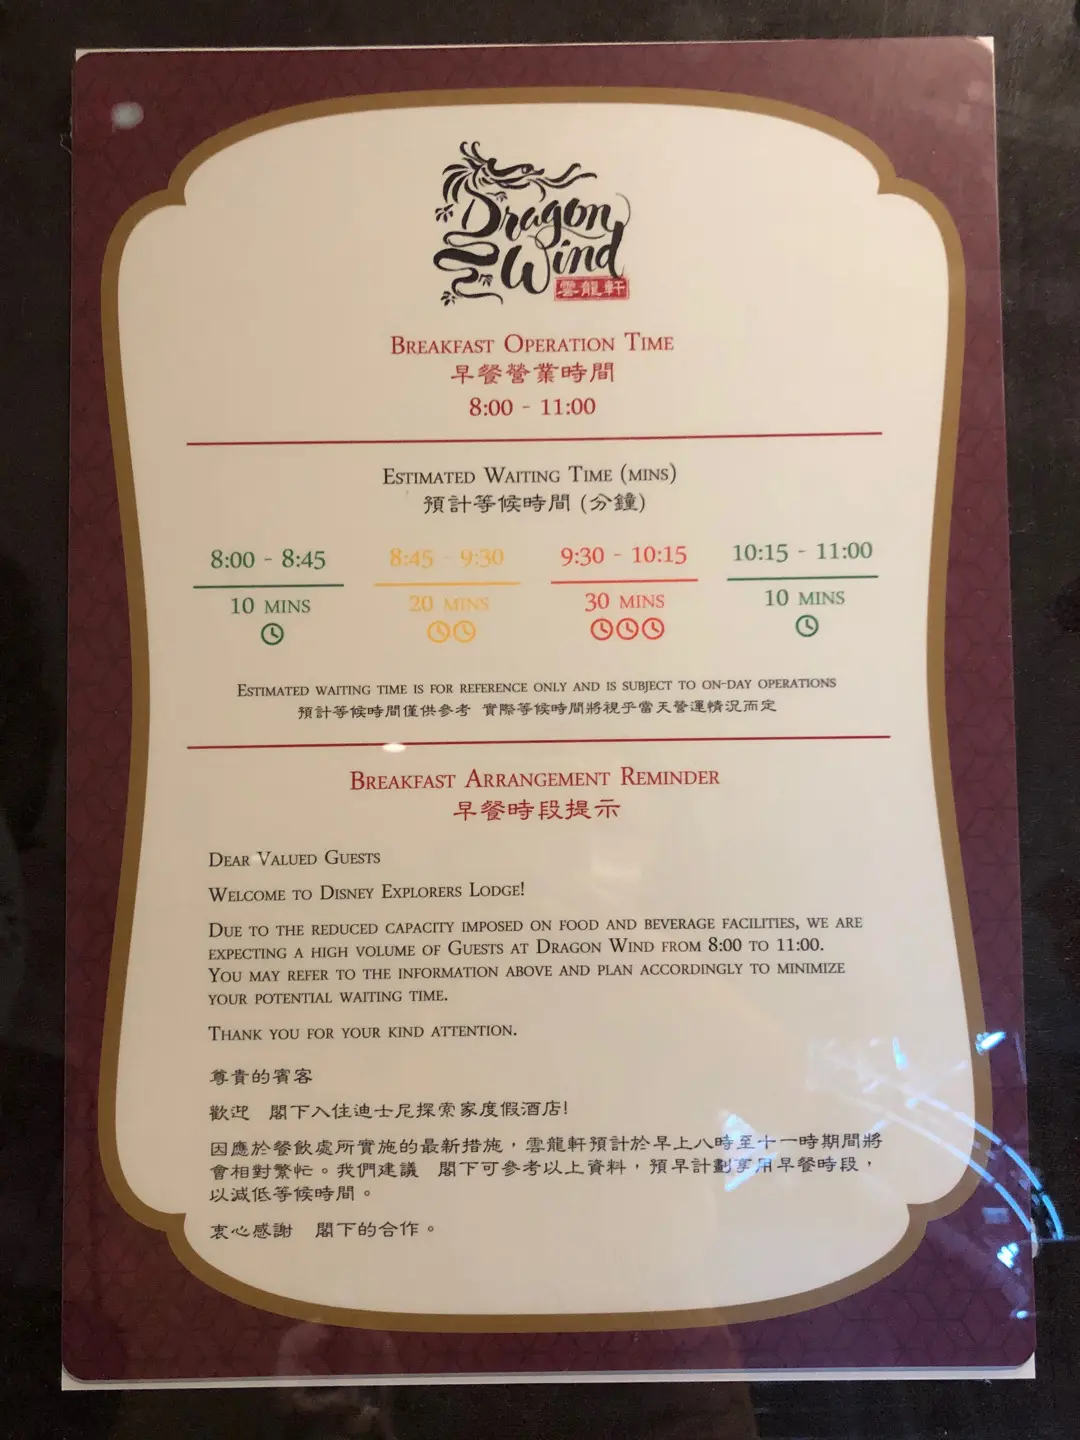 Dragon
Wind
雲龍軒
Breakfast Operation Time
早餐營業時間
8:00 - 11:00
Estimated Waiting Time (mins)
預計等候時間 (分鐘)
8:00 - 8:45
8:45 - 9:30
9:30 - 10:15
10:15 - 11:00
10 mins
20 mins
30 mins
10 mins
Estimated waiting time is for reference only and is subject to on-day operations
預計等候時間僅供參考 實際等候時間將視乎當天營運情況而定
Breakfast Arrangement Reminder
早餐時段提示
Dear Valued Guests
Welcome to Disney Explorers Lodge!
Due to the reduced capacity imposed on food and beverage facilities, we are
expecting a high volume of Guests at Dragon Wind from 8:00 to 11:00.
You may refer to the information above and plan accordingly to minimize
your potential waiting time.
Thank you for your kind attention.
尊貴的賓客
歡迎 閣下入住迪士尼探索家度假酒店!
因應於餐飲處所實施的最新措施，雲龍軒預計於早上八時至十一時期間將
會相對繁忙。我們建議 閣下可參考以上資料，預早計劃享用早餐時段，
以減低等候時間。
衷心感謝 閣下的合作。